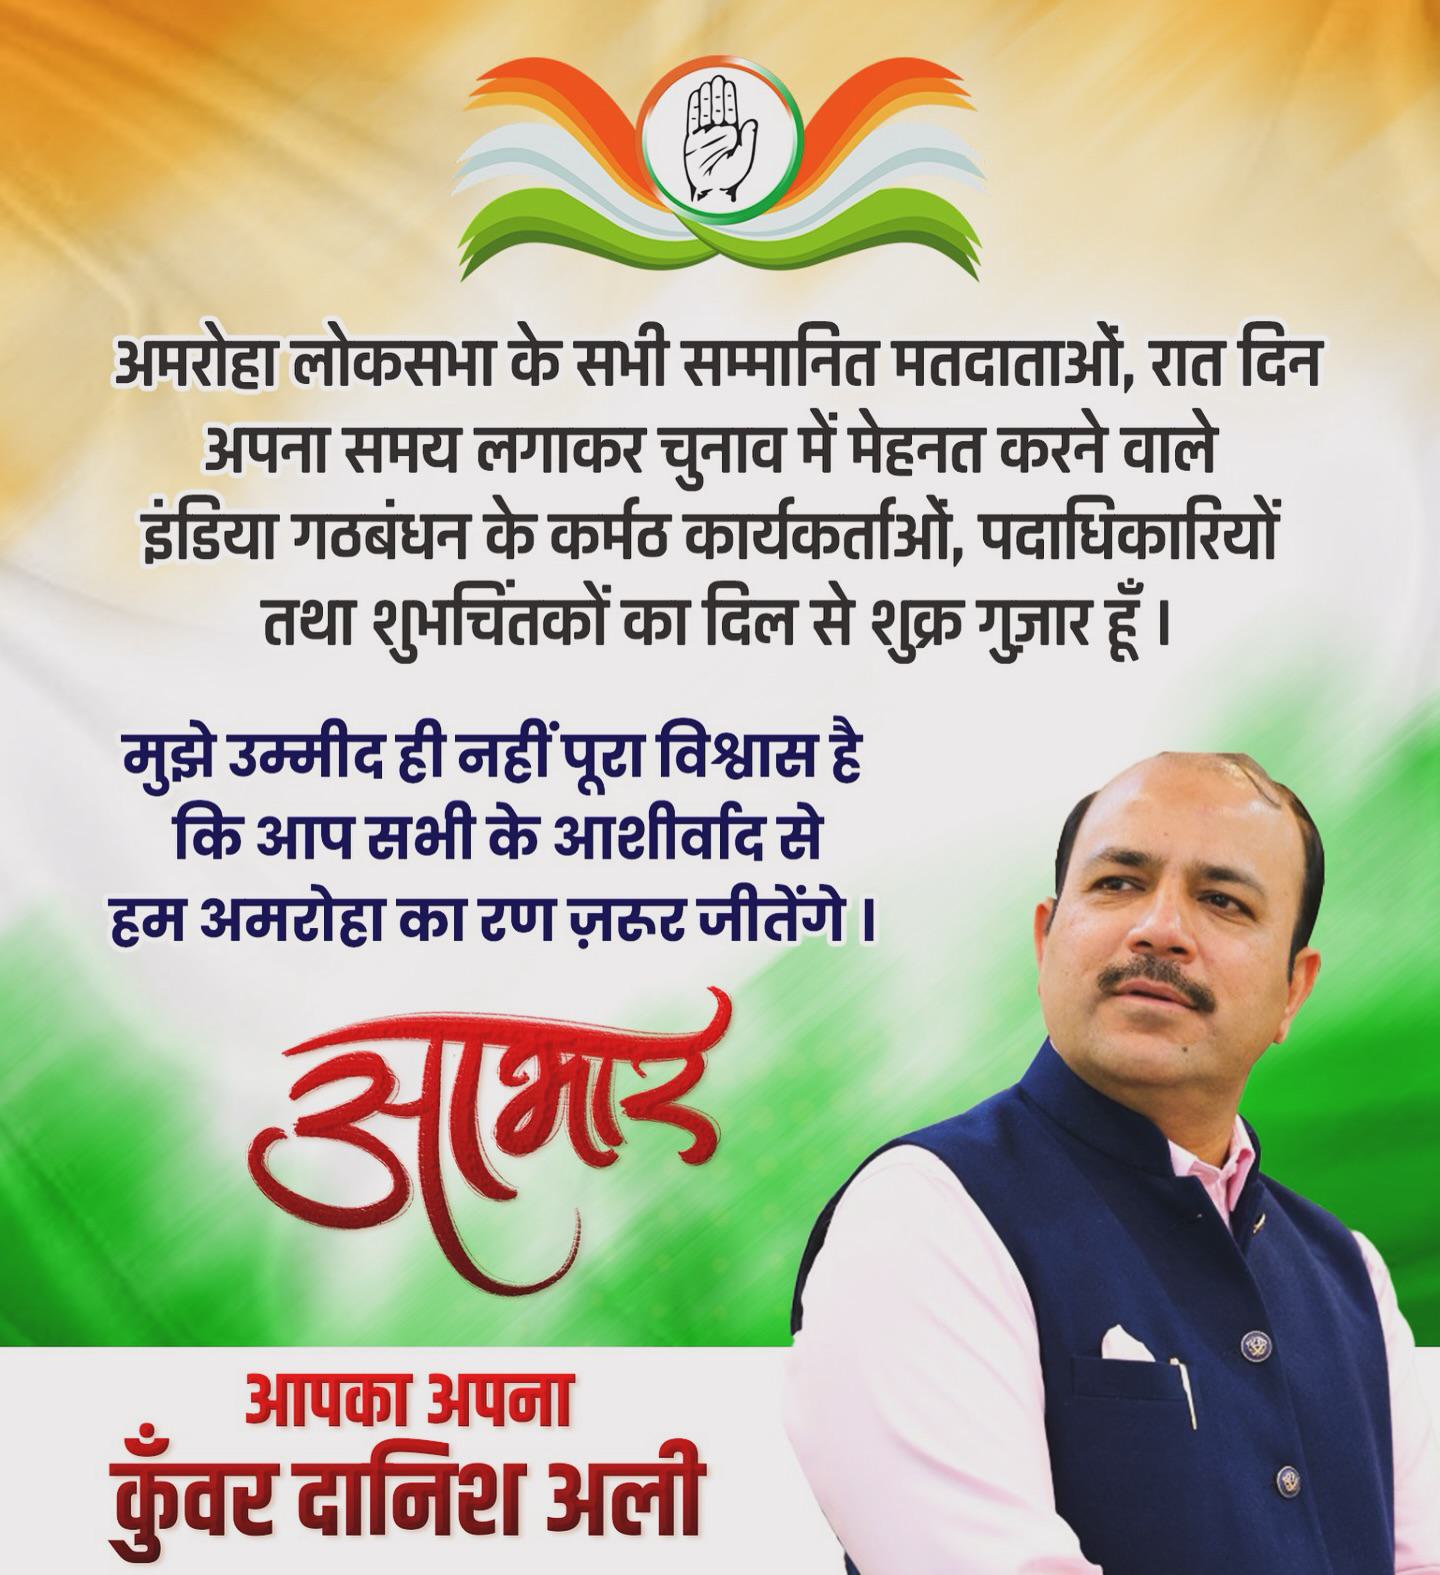 अमरोहा लोकसभा के सभी सम्मानित मतदाताओं, रात दिन
अपना समय लगाकर चुनाव में मेहनत करने वाले
इंडिया गठबंधन के कर्मठ कार्यकर्ताओं, पदाधिकारियों
तथा शुभचिंतकों का दिल से शुक्र गुज़ार हूँ ।
मुझे उम्मीद ही नहीं पूरा विश्वास है
कि आप सभी के आशीर्वाद से
हम अमरोहा का रण ज़रूर जीतेंगे ।
आभार
आपका अपना
कुँवर दानिश अली